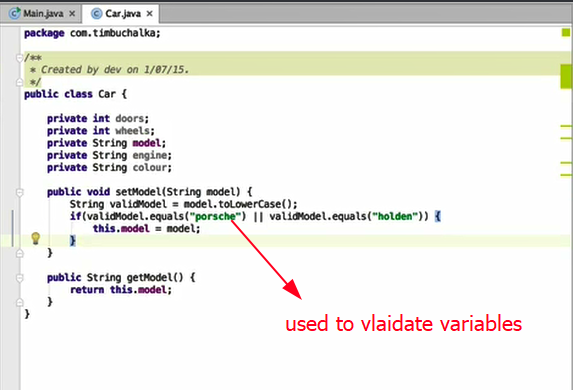 Main.java × Car.java ×
package com.timbuchalka;
/**
* Created by dev on 1/07/15.
*/
public class Car {
private int doors;
private int wheels;
private String model;
private String engine;
private String colour;
public void setModel(String model) {
String validModel = model.toLowerCase();
if(validModel.equals("porsche") || validModel.equals("holden")) {
this.model = model;
}
}
public String getModel() {
return this.model;
}
}
used to vlaidate variables